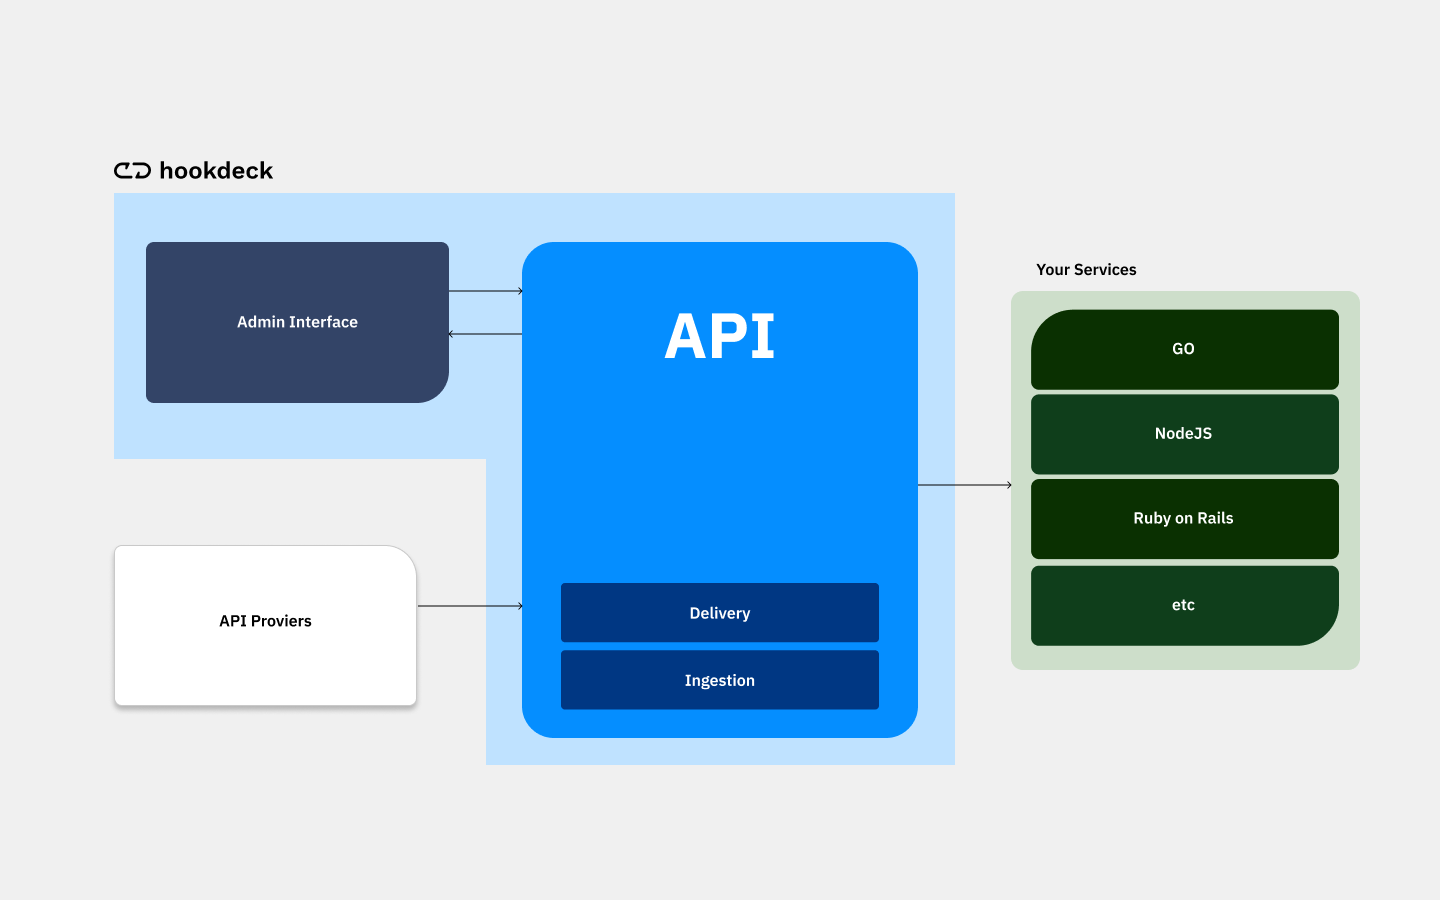 hookdeck
Admin Interface
API
Delivery
Ingestion
API Proviers
Your Services
GO
NodeJS
Ruby on Rails
etc